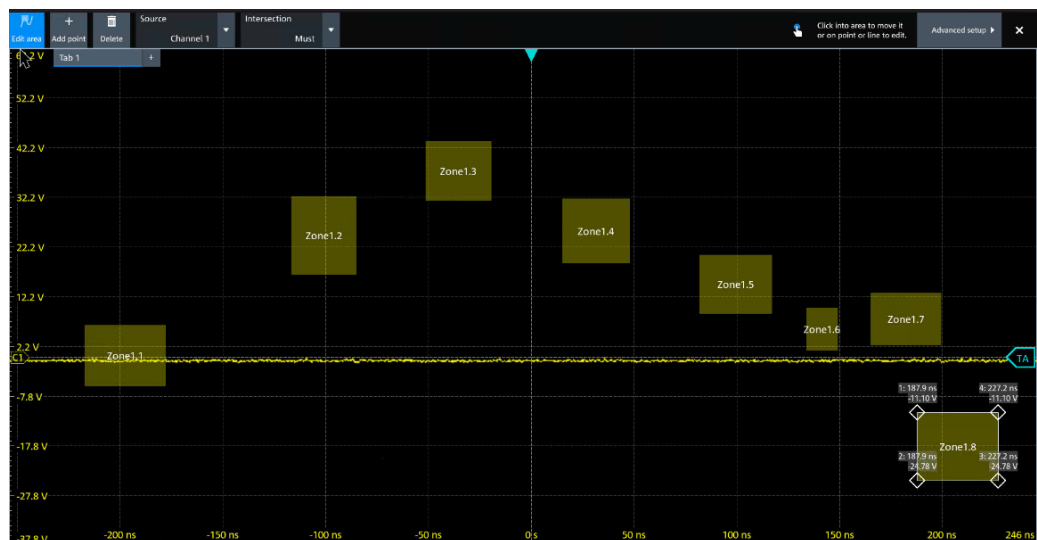 Edit area
Add point
Delete
Source
Channel 1
Intersection
Must
Click into area to move it
or on point or line to edit.
Advanced setup
Tab 1
+
52.2 V
42.2 V
Zone1.3
32.2 V
Zone1.2
Zone1.4
22.2 V
Zone1.5
12.2 V
Zone1.7
Zone1.6
2.2 V
Zone1.1
C1
TA
-7.8 V
1: 187.9 ns
-11.10 V
4: 227.2 ns
-11.10 V
-17.8 V
Zone1.8
2: 187.9 ns
24.78 V
3: 227.2 ns
24.78 V
-27.8 V
-37.8 V
-200 ns
-150 ns
-100 ns
-50 ns
0 s
50 ns
100 ns
150 ns
200 ns
246 ns